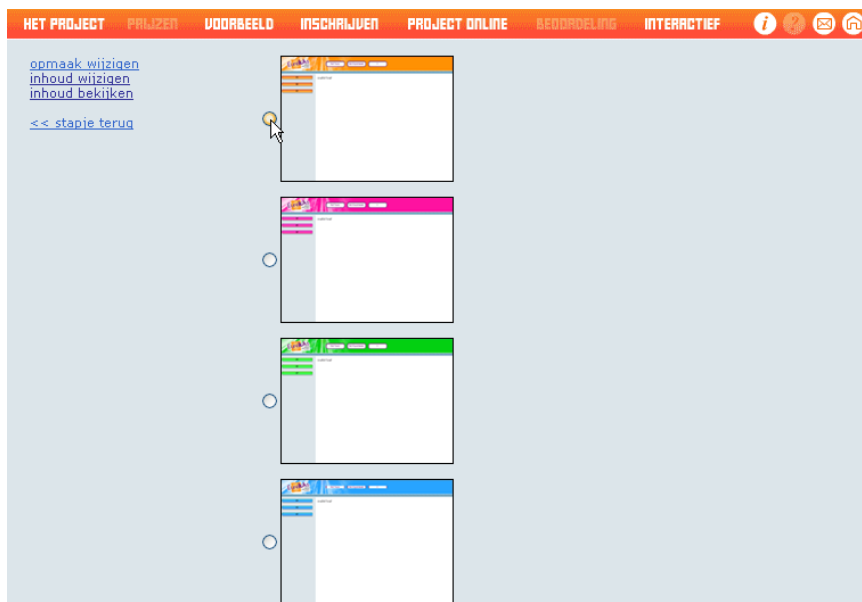 HET PROJECT PRIJZEN VOORBEELD INSCHRIJVEN PROJECT ONLINE BEOORDELING INTERACTIEF i ?
opmaak wijzigen
inhoud wijzigen
inhoud bekijken
<< stapje terug